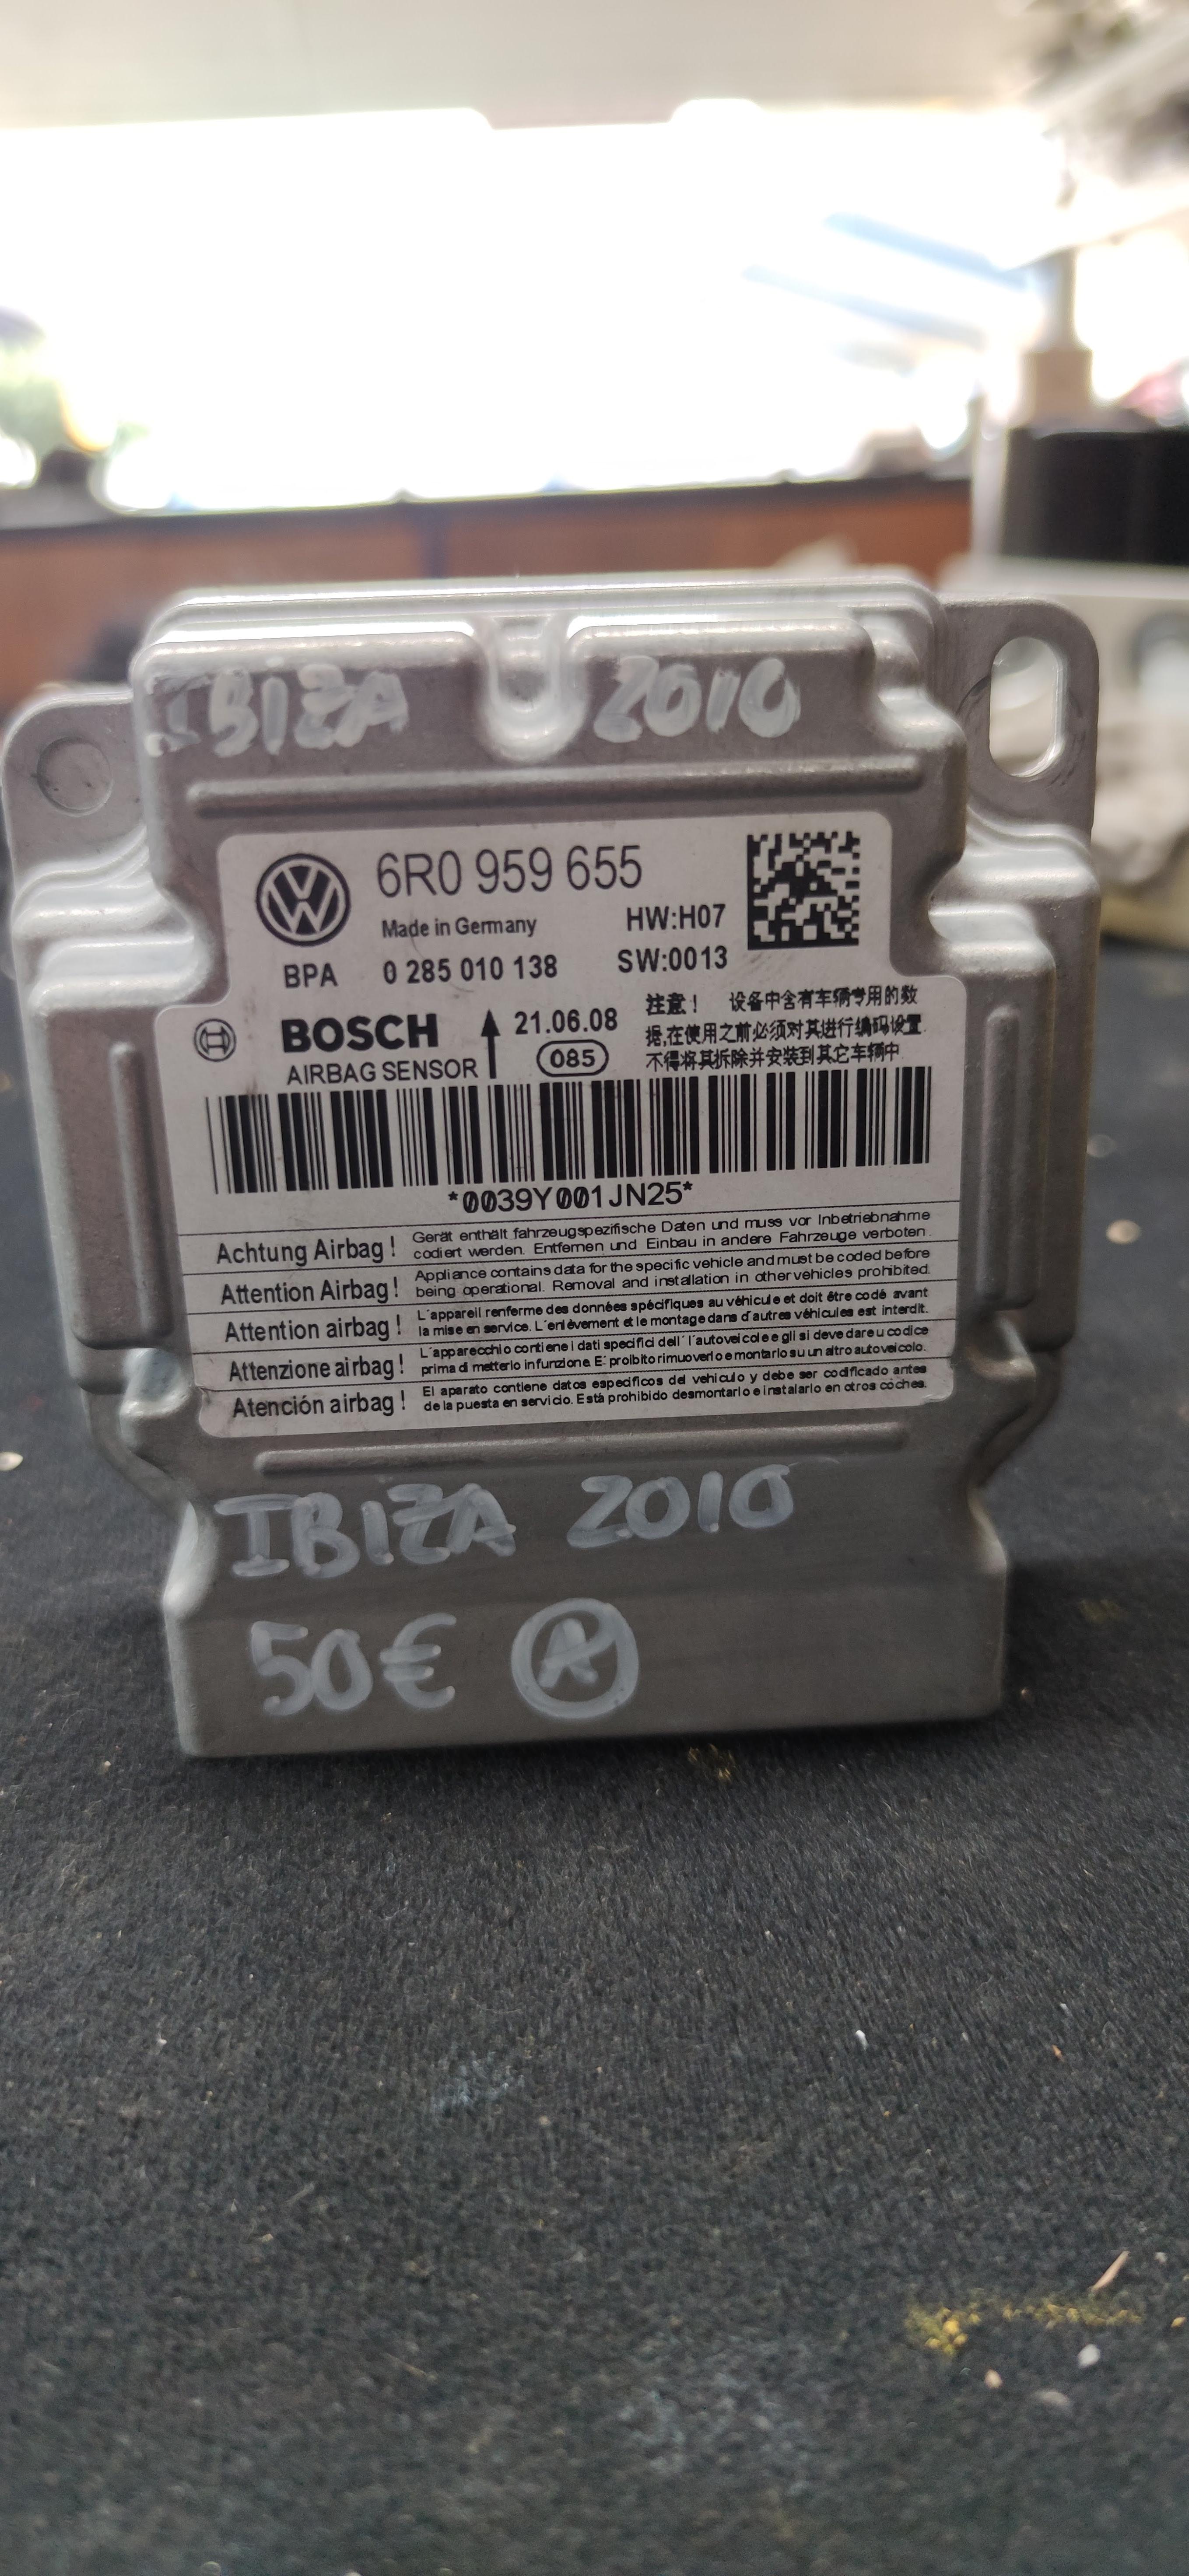 IBIZA 2010
6R0 959 655
Made in Germany
HW:H07
BPA 0 285 010 138 SW:0013
BOSCH
AIRBAG SENSOR
21.06.08
085
注意！ 设备中含有车辆专用的数
据,在使用之前必须对其进行编码设置
不得将其拆除并安装到其它车辆中
*0039Y001JN25*
Achtung Airbag !
Gerät enthält fahrzeugspezifische Daten und muss vor Inbetriebnahme
codiert werden. Entfernen und Einbau in andere Fahrzeuge verboten.
Attention Airbag !
Appliance contains data for the specific vehicle and must be coded before
being operational. Removal and installation in other vehicles prohibited.
Attention airbag !
L´appareil renferme des données spécifiques au véhicule et doit être codé avant
la mise en service. L´enlèvement et le montage dans d´autres véhicules est interdit.
Attenzione airbag !
L´apparecchio contiene i dati specifici dell´ l´autoveicolo e gli si deve dare u codice
prima di metterlo in funzione. E´ proibito rimuoverlo e montarlo su un altro autoveicolo.
Atención airbag !
El aparato contiene datos especificos del vehiculo y debe ser codificado antes
de la puesta en servicio. Está prohibido desmontarlo e instalarlo en otros coches.
IBIZA 2010
50€ A